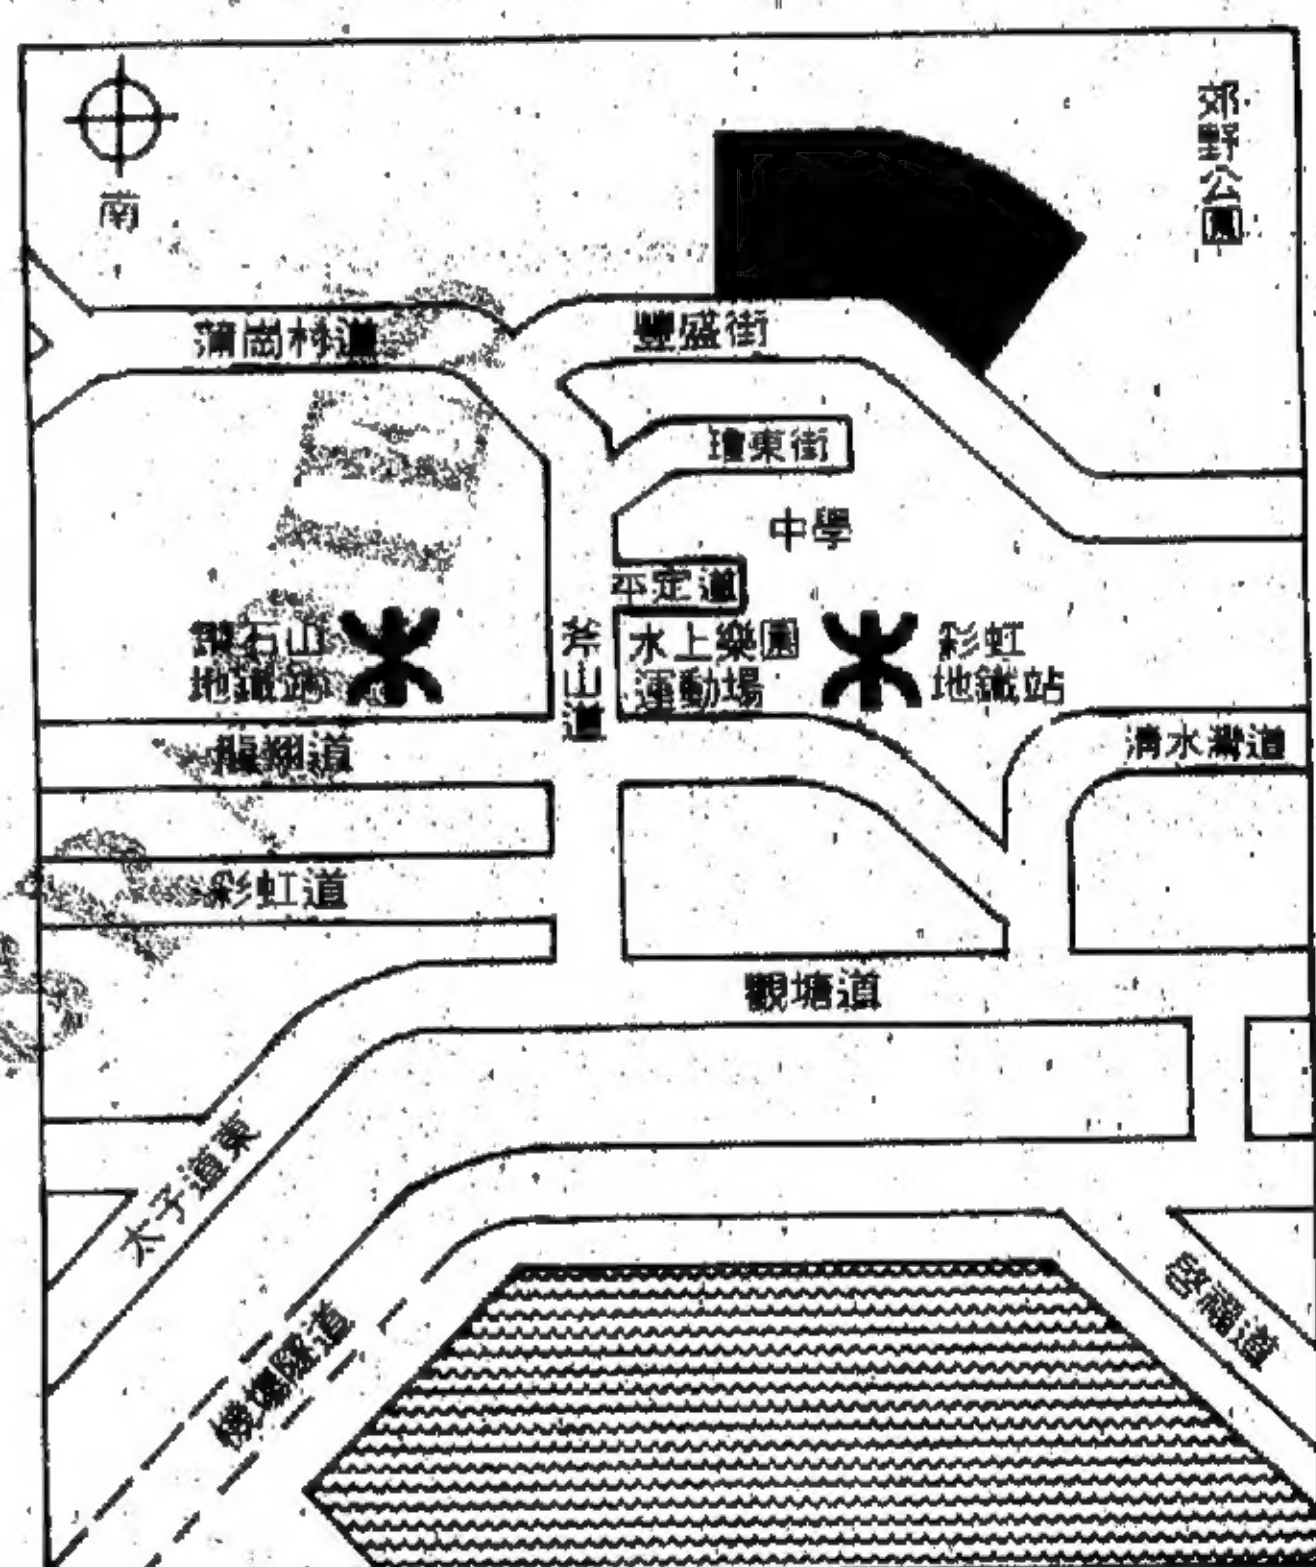 郊野公園
南
蒲崗村道
豐盛街
瓊東街
中學
平定道
鑽石山
地鐵站
斧山道
水上樂園
運動場
彩虹
地鐵站
龍翔道
清水灣道
彩虹道
觀塘道
太子道東
機場隧道
啓福道